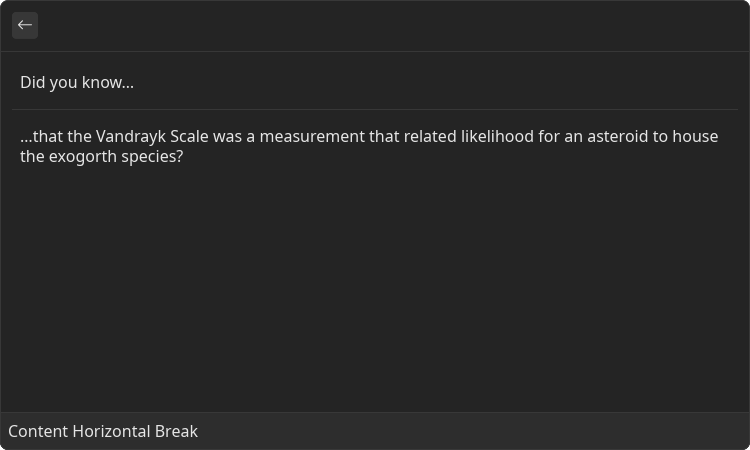 Did you know…
…that the Vandrayk Scale was a measurement that related likelihood for an asteroid to house
the exogorth species?
Content Horizontal Break